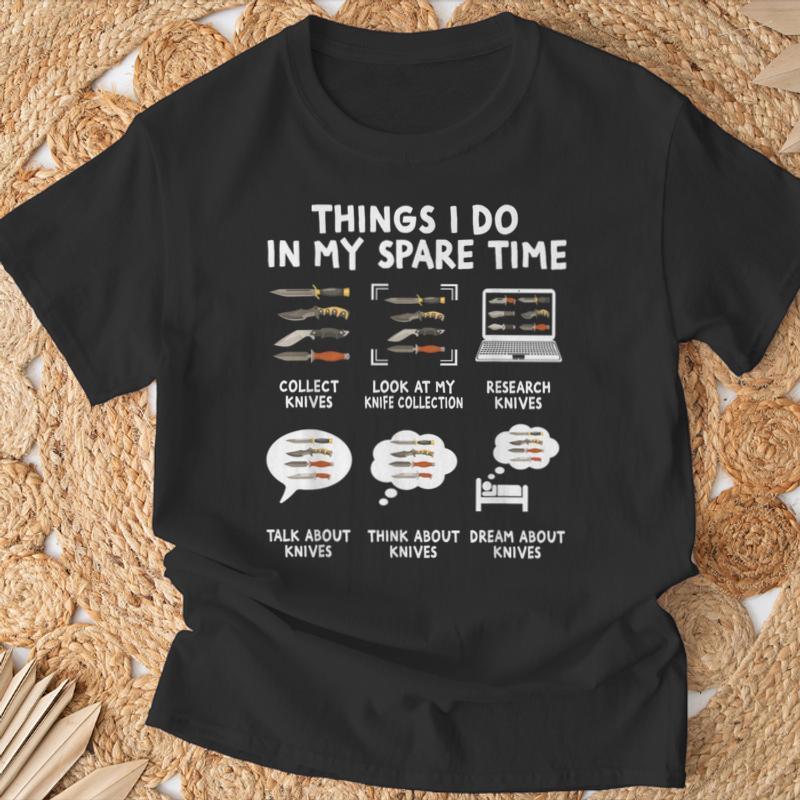 THINGS I DO
IN MY SPARE TIME
COLLECT
KNIVES
LOOK AT MY
KNIFE COLLECTION
RESEARCH
KNIVES
TALK ABOUT
KNIVES
THINK ABOUT
KNIVES
DREAM ABOUT
KNIVES